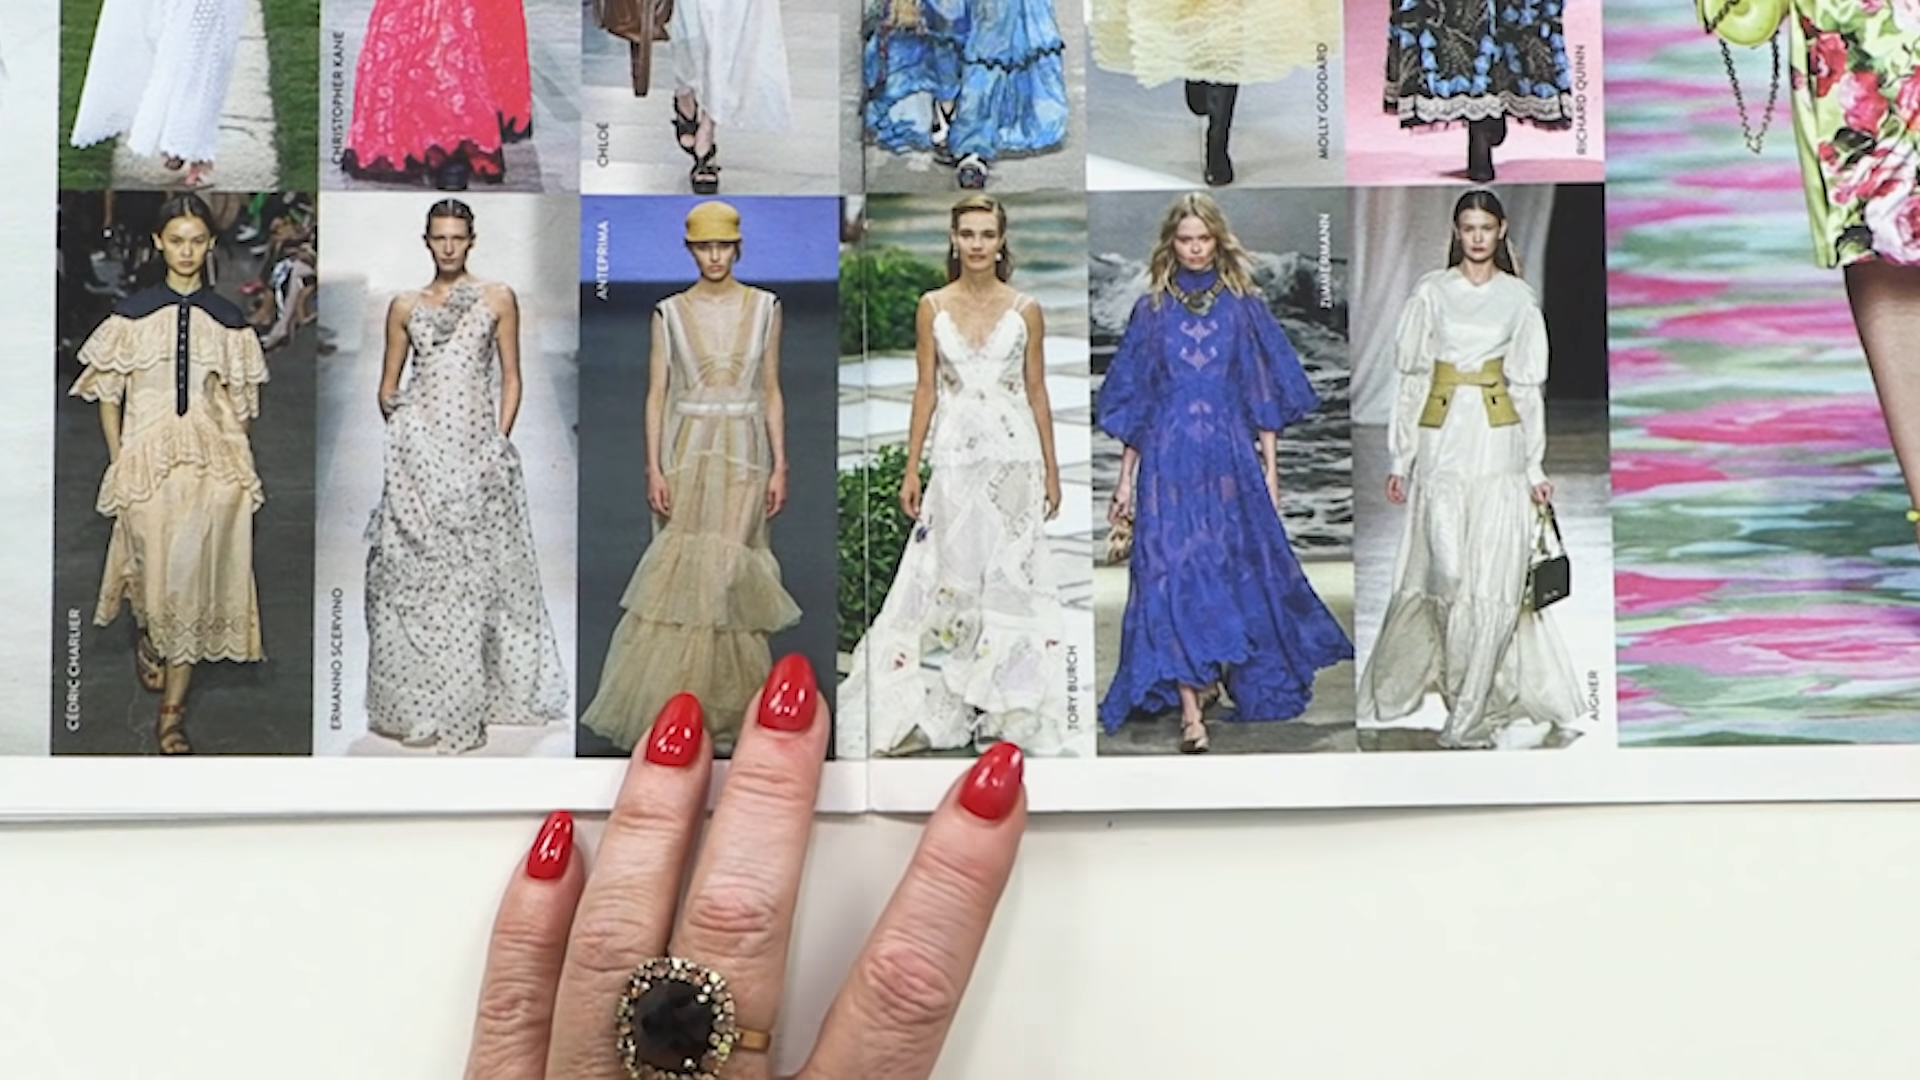 CHRISTOPHER KANE
CHLOÉ
MOLLY GODDARD
RICHARD QUINN
CÉDRIC CHARLIER
ERMANNO SCERVINO
ANTEPRIMA
TORY BURCH
ZIMMERMANN
AIGNER